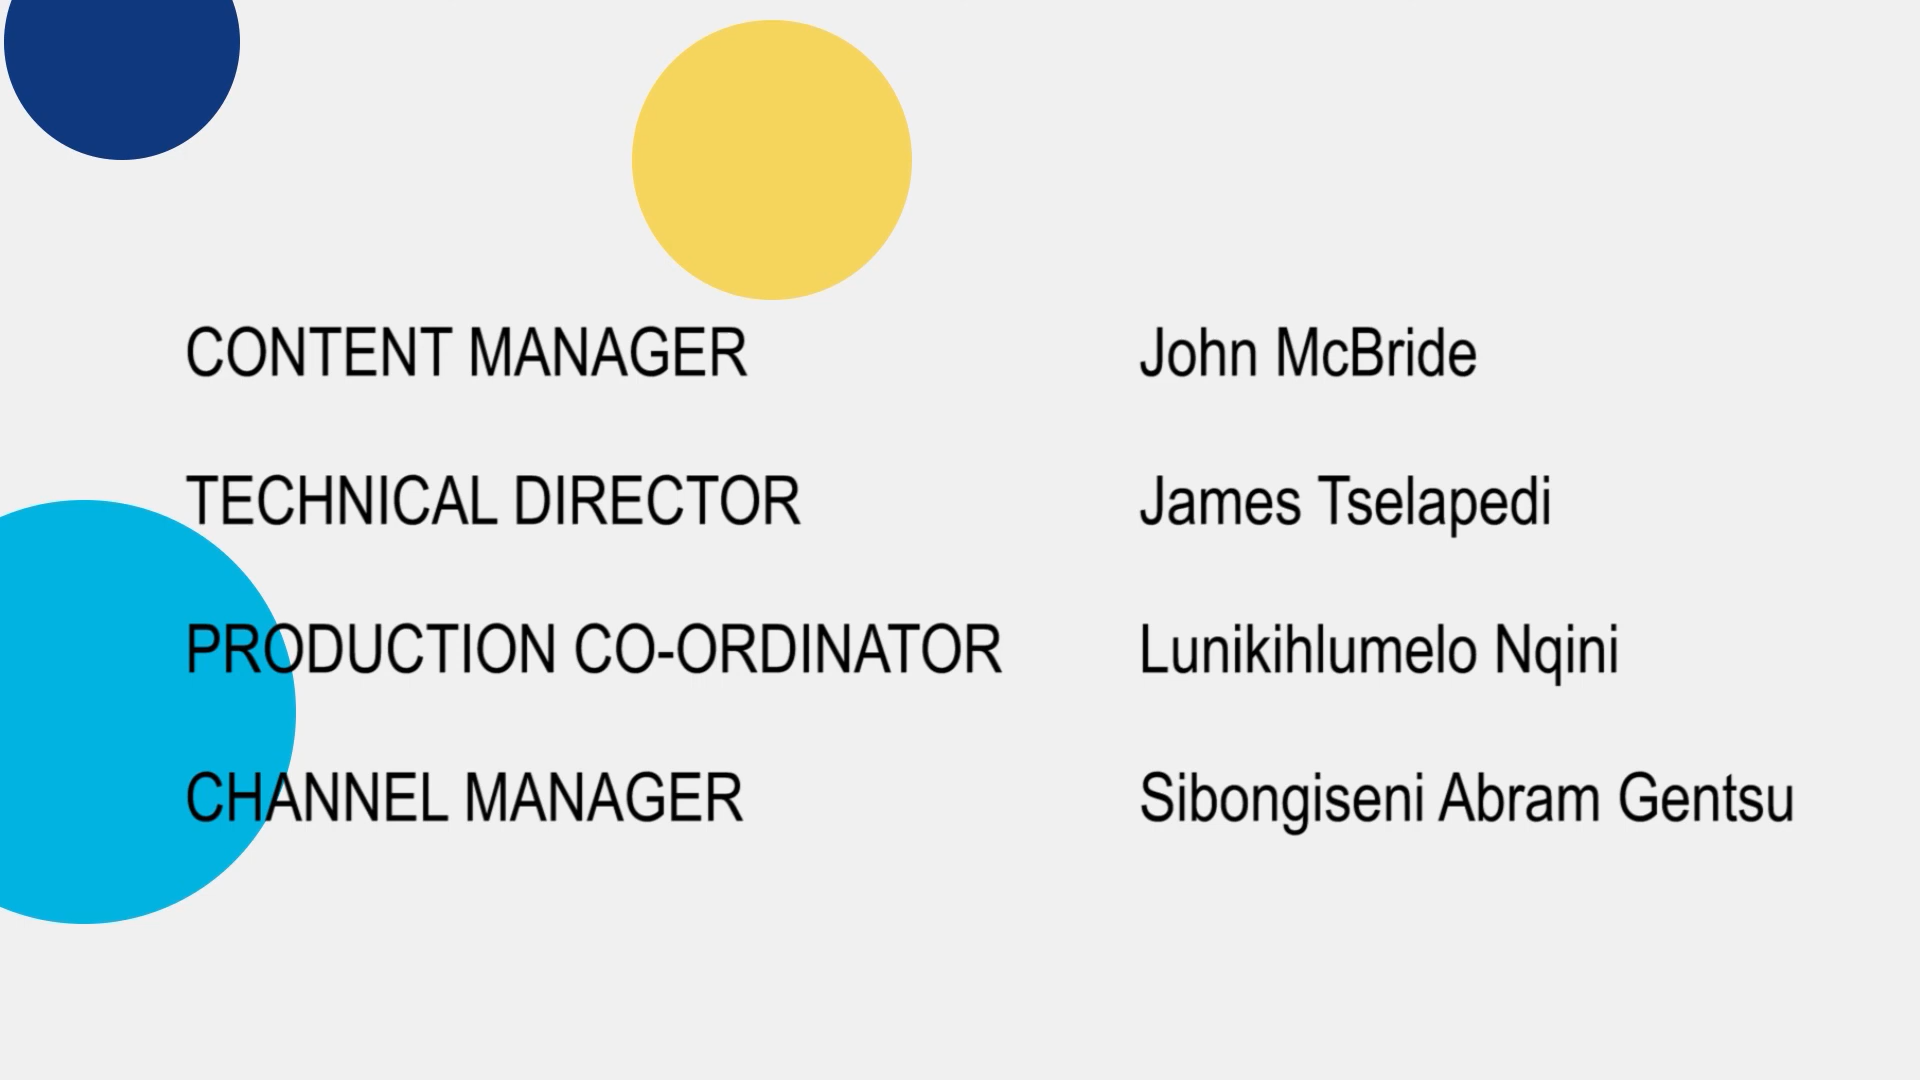 CONTENT MANAGER John McBride
TECHNICAL DIRECTOR James Tselapedi
PRODUCTION CO-ORDINATOR Lunikihlumelo Nqini
CHANNEL MANAGER Sibongiseni Abram Gentsu